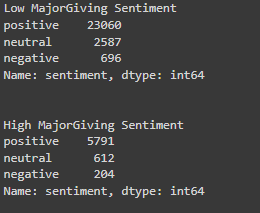 Low MajorGiving Sentiment
positive    23060
neutral      2587
negative      696
Name: sentiment, dtype: int64
High MajorGiving Sentiment
positive    5791
neutral      612
negative     204
Name: sentiment, dtype: int64